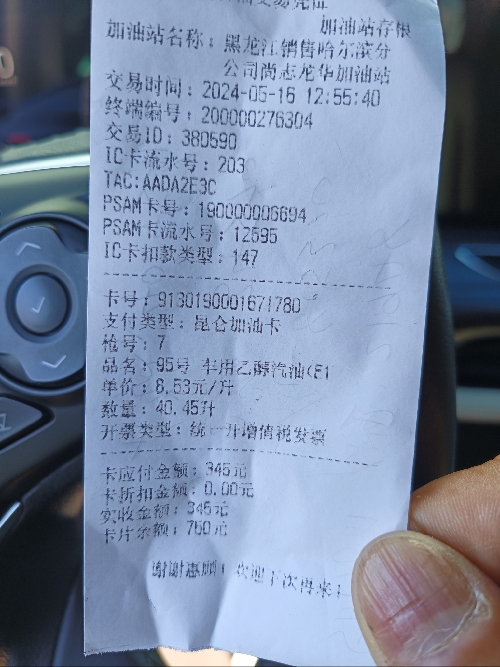 加油站存根
加油站名称：黑龙江销售哈尔滨分
公司尚志龙华加油站
交易时间：2024-05-16 12:55:40
终端编号：200000276304
交易ID：380590
IC卡流水号：2030
TAC:AADA2E3C
PSAM卡号：190000006694
PSAM卡流水号：12595
IC卡扣款类型：147
卡号：9130190001671780
支付类型：昆仑加油卡
枪号：7
品名：95号 车用乙醇汽油(E1
单价：8.53元/升
数量：40.45升
开票类型：统一开增值税发票
卡应付金额：345元
卡折扣金额：0.00元
实收金额：345元
卡片余额：760元
谢谢惠顾！欢迎下次再来！